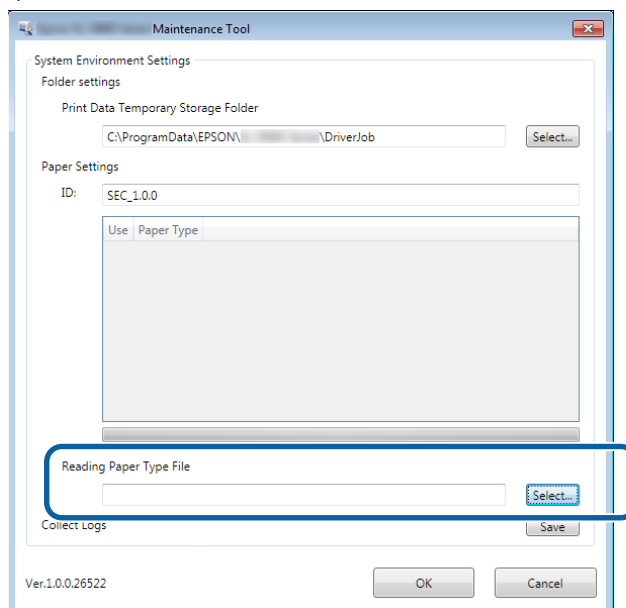 Maintenance Tool
System Environment Settings
Folder settings
Print Data Temporary Storage Folder
C:\ProgramData\EPSON\ \DriverJob
Select...
Paper Settings
ID:
SEC_1.0.0
Use Paper Type
Reading Paper Type File
Select...
Collect Logs
Save
Ver.1.0.0.26522
OK
Cancel